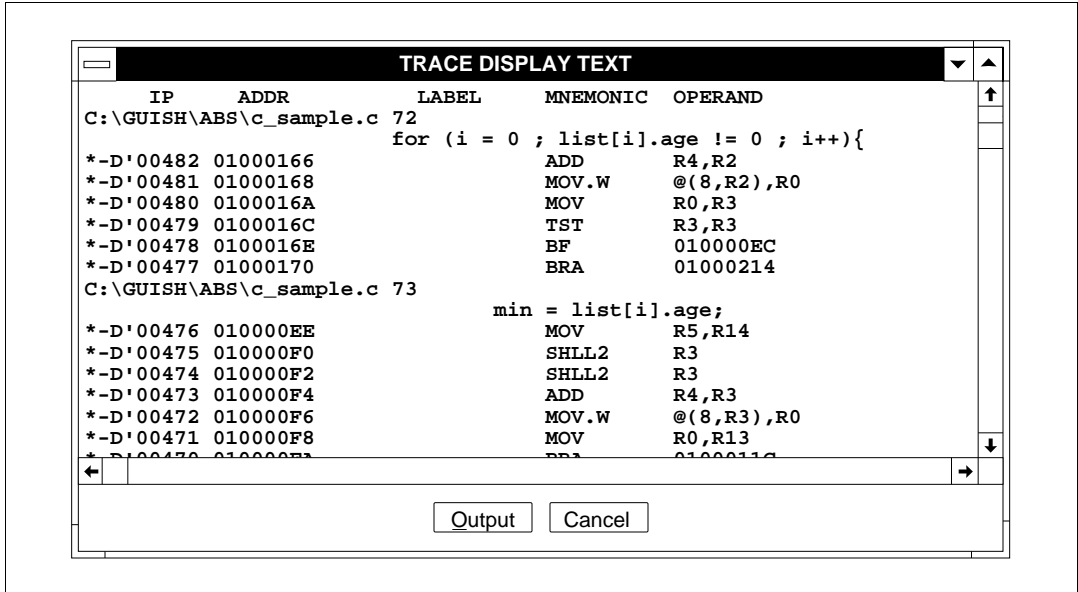 TRACE DISPLAY TEXT
IP ADDR LABEL MNEMONIC OPERAND
C:\GUISH\ABS\c_sample.c 72
for (i = 0 ; list[i].age != 0 ; i++){
*-D'00482 01000166 ADD R4,R2
*-D'00481 01000168 MOV.W @(8,R2),R0
*-D'00480 0100016A MOV R0,R3
*-D'00479 0100016C TST R3,R3
*-D'00478 0100016E BF 010000EC
*-D'00477 01000170 BRA 01000214
C:\GUISH\ABS\c_sample.c 73
min = list[i].age;
*-D'00476 010000EE MOV R5,R14
*-D'00475 010000F0 SHLL2 R3
*-D'00474 010000F2 SHLL2 R3
*-D'00473 010000F4 ADD R4,R3
*-D'00472 010000F6 MOV.W @(8,R3),R0
*-D'00471 010000F8 MOV R0,R13
*-D'00470 010000FA BRA 0100011C
Output Cancel